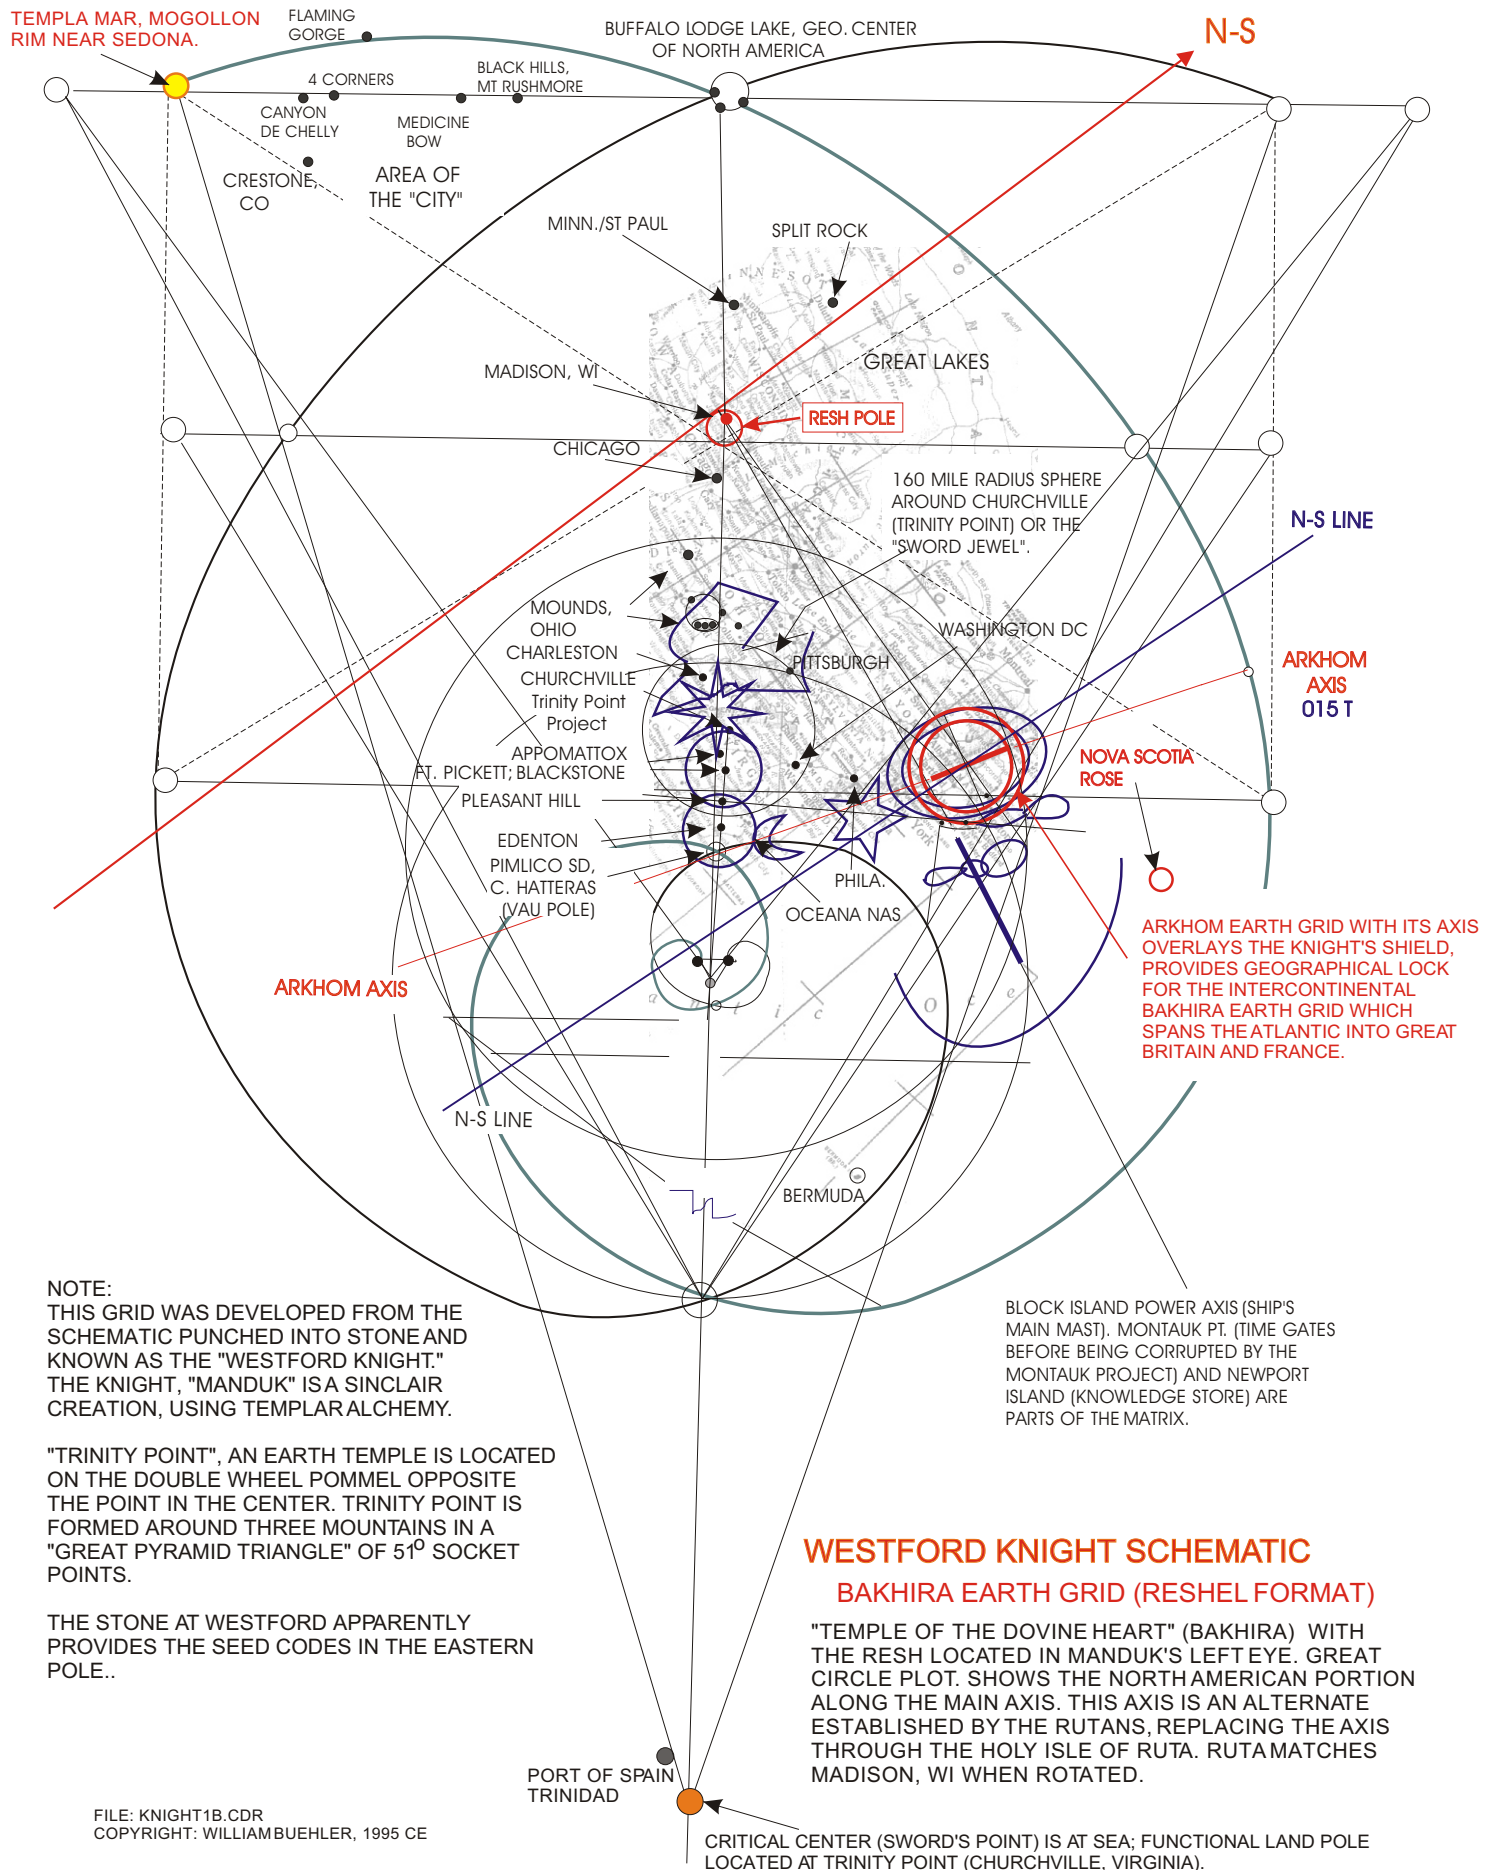 TEMPLA MAR, MOGOLLON
RIM NEAR SEDONA.
FLAMING
GORGE
BUFFALO LODGE LAKE, GEO. CENTER
OF NORTH AMERICA
N-S
4 CORNERS
BLACK HILLS,
MT RUSHMORE
CANYON
DE CHELLY
MEDICINE
BOW
CRESTONE,
CO
AREA OF
THE "CITY"
MINN./ST PAUL
SPLIT ROCK
GREAT LAKES
MADISON, WI
RESH POLE
CHICAGO
160 MILE RADIUS SPHERE
AROUND CHURCHVILLE
(TRINITY POINT) OR THE
"SWORD JEWEL".
N-S LINE
MOUNDS,
OHIO
CHARLESTON
CHURCHVILLE
Trinity Point
Project
WASHINGTON DC
PITTSBURGH
ARKHOM
AXIS
015 T
APPOMATTOX
FT. PICKETT; BLACKSTONE
PLEASANT HILL
NOVA SCOTIA
ROSE
EDENTON
PIMLICO SD,
C. HATTERAS
(VAU POLE)
PHILA.
OCEANA NAS
York
ARKHOM AXIS
ARKHOM EARTH GRID WITH ITS AXIS
OVERLAYS THE KNIGHT'S SHIELD,
PROVIDES GEOGRAPHICAL LOCK
FOR THE INTERCONTINENTAL
BAKHIRA EARTH GRID WHICH
SPANS THE ATLANTIC INTO GREAT
BRITAIN AND FRANCE.
a n t i c O c e
N-S LINE
BERMUDA
NOTE:
THIS GRID WAS DEVELOPED FROM THE
SCHEMATIC PUNCHED INTO STONE AND
KNOWN AS THE "WESTFORD KNIGHT."
THE KNIGHT, "MANDUK" IS A SINCLAIR
CREATION, USING TEMPLAR ALCHEMY.
"TRINITY POINT", AN EARTH TEMPLE IS LOCATED
ON THE DOUBLE WHEEL POMMEL OPPOSITE
THE POINT IN THE CENTER. TRINITY POINT IS
FORMED AROUND THREE MOUNTAINS IN A
"GREAT PYRAMID TRIANGLE" OF 51° SOCKET
POINTS.
THE STONE AT WESTFORD APPARENTLY
PROVIDES THE SEED CODES IN THE EASTERN
POLE..
BLOCK ISLAND POWER AXIS (SHIP'S
MAIN MAST). MONTAUK PT. (TIME GATES
BEFORE BEING CORRUPTED BY THE
MONTAUK PROJECT) AND NEWPORT
ISLAND (KNOWLEDGE STORE) ARE
PARTS OF THE MATRIX.
WESTFORD KNIGHT SCHEMATIC
BAKHIRA EARTH GRID (RESHEL FORMAT)
"TEMPLE OF THE DOVINE HEART" (BAKHIRA) WITH
THE RESH LOCATED IN MANDUK'S LEFT EYE. GREAT
CIRCLE PLOT. SHOWS THE NORTH AMERICAN PORTION
ALONG THE MAIN AXIS. THIS AXIS IS AN ALTERNATE
ESTABLISHED BY THE RUTANS, REPLACING THE AXIS
THROUGH THE HOLY ISLE OF RUTA. RUTA MATCHES
MADISON, WI WHEN ROTATED.
PORT OF SPAIN
TRINIDAD
FILE: KNIGHT1B.CDR
COPYRIGHT: WILLIAM BUEHLER, 1995 CE
CRITICAL CENTER (SWORD'S POINT) IS AT SEA; FUNCTIONAL LAND POLE
LOCATED AT TRINITY POINT (CHURCHVILLE, VIRGINIA).